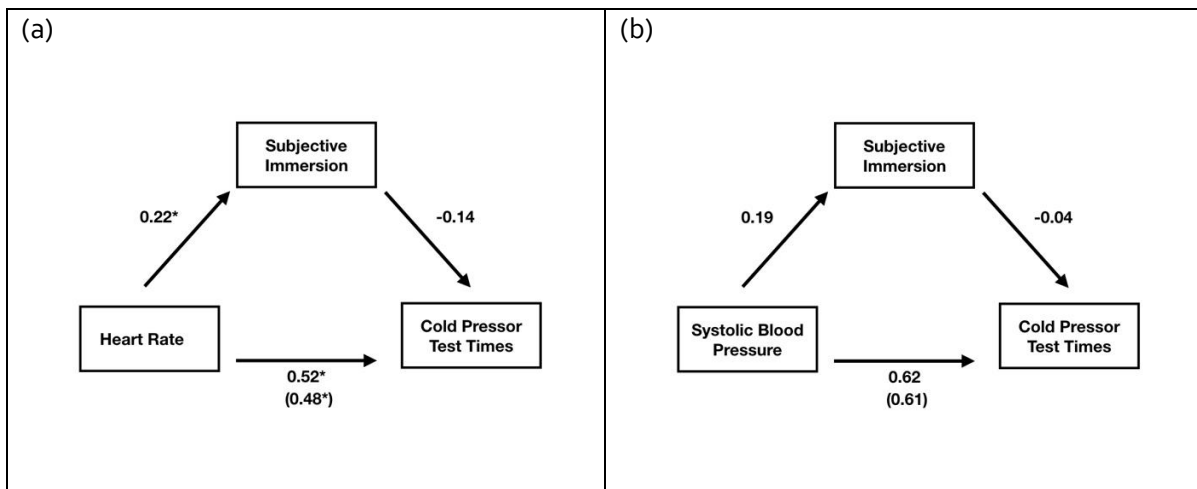 (a)
Subjective
Immersion
0.22*
-0.14
Heart Rate
Cold Pressor
Test Times
0.52*
(0.48*)
(b)
Subjective
Immersion
0.19
-0.04
Systolic Blood
Pressure
Cold Pressor
Test Times
0.62
(0.61)